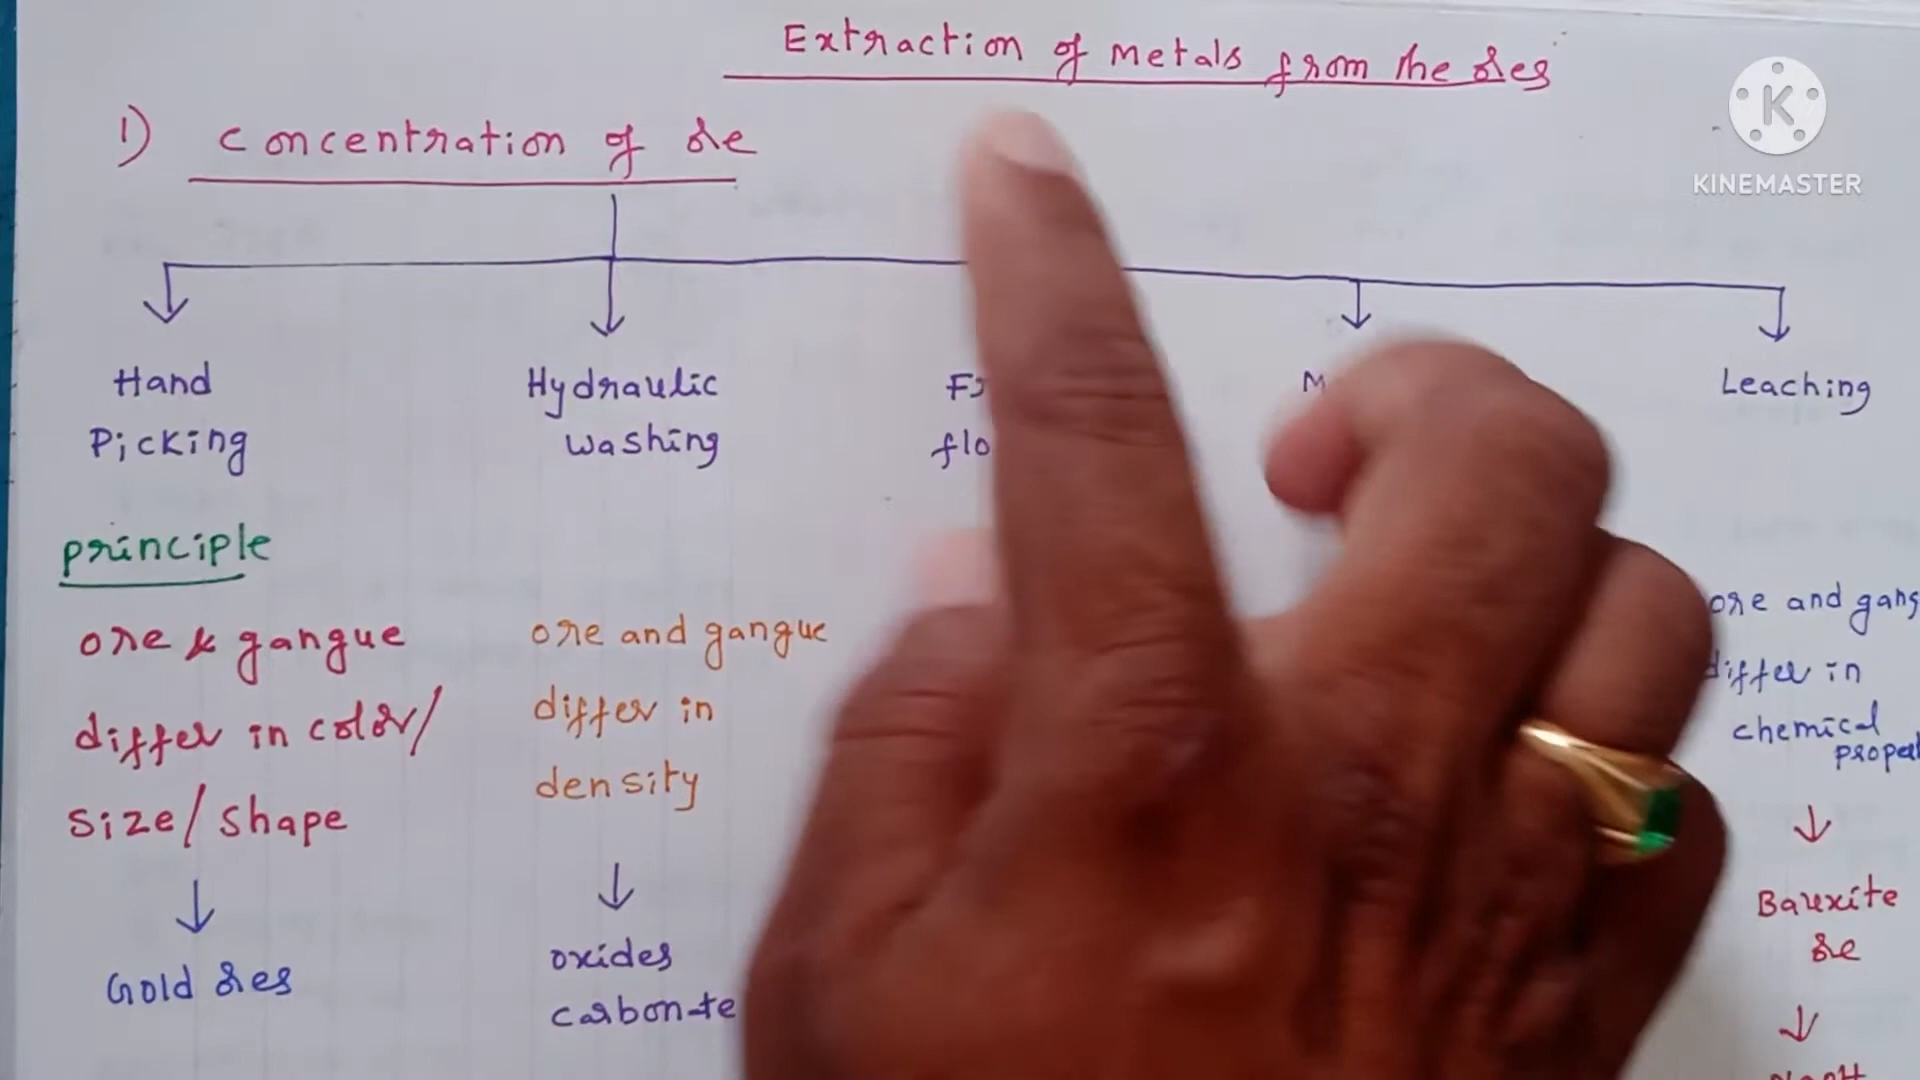 Extraction of metals from the ores
1) concentration of ore
Hand
Picking
Hydraulic
washing
Leaching
principle
ore & gangue
differ in color/
size/shape
Gold ores
ore and gangue
differ in
density
oxides
carbonate
ore and gang
differ in
chemical
proper
Bauxite
ore
KINEMASTER